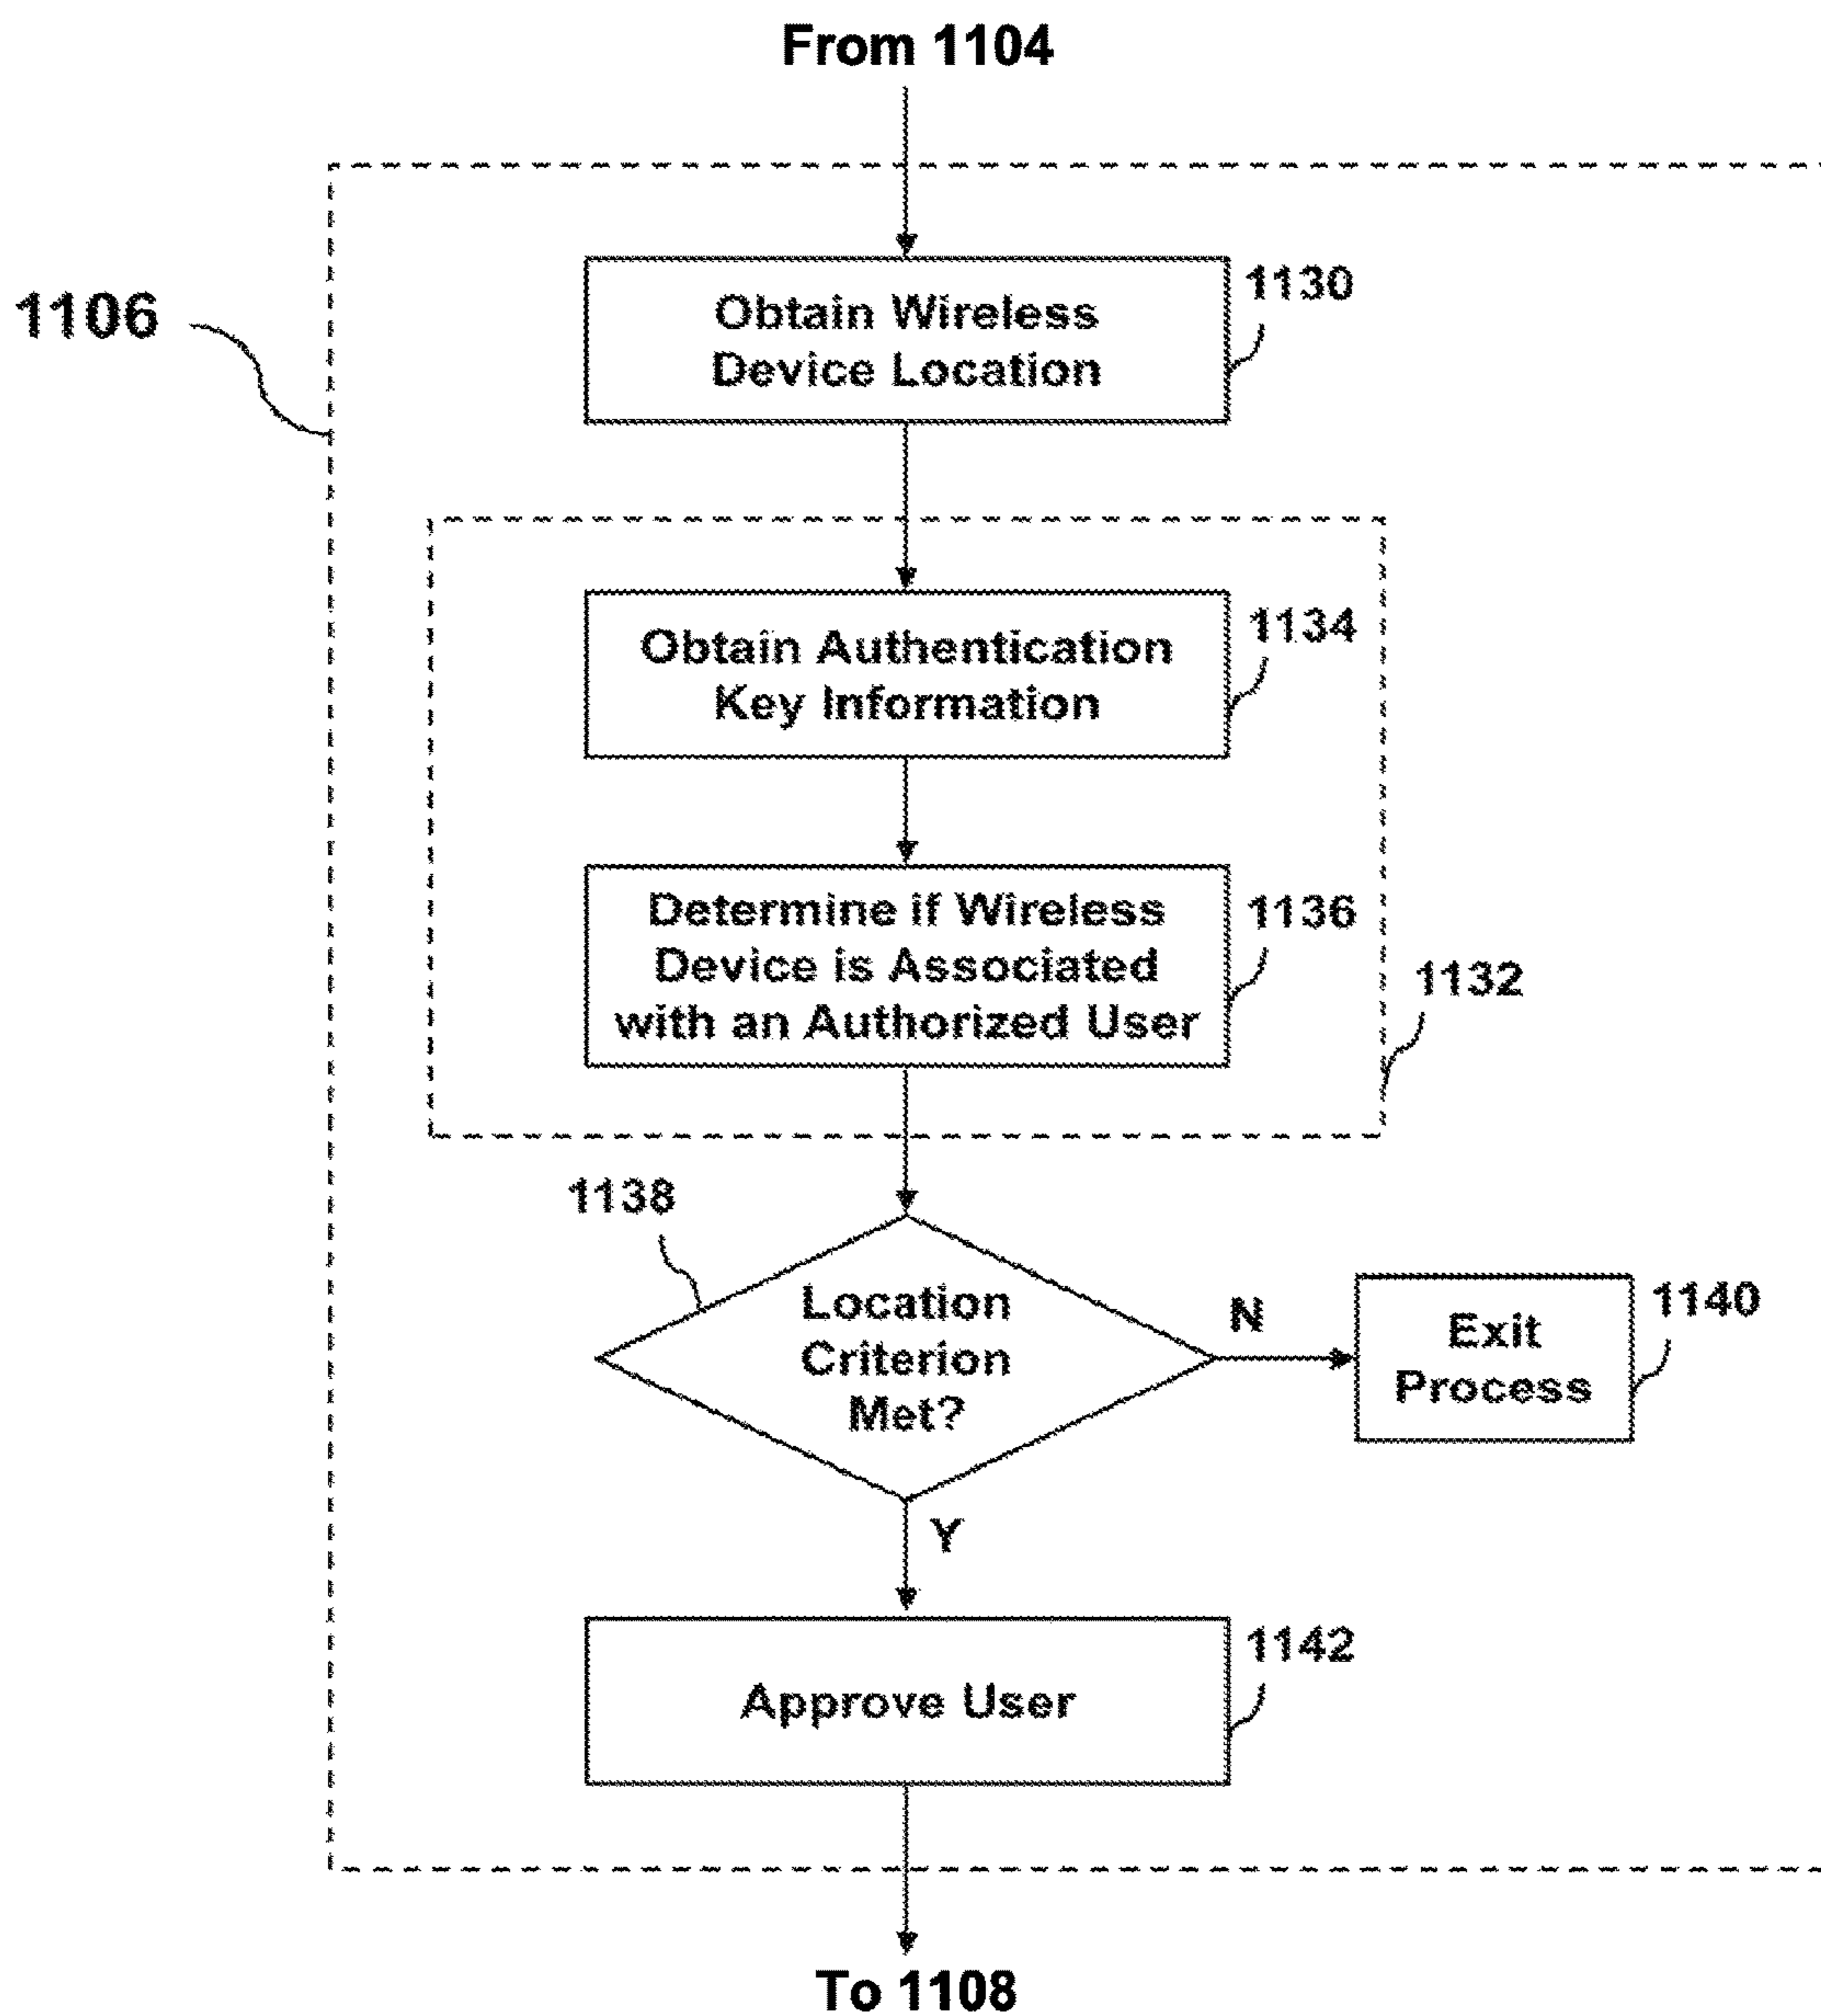 From 1104
1106
Obtain Wireless
Device Location
1130
Obtain Authentication
Key Information
1134
Determine if Wireless
Device is Associated
with an Authorized User
1136
1132
1138
Location
Criterion
Met?
N
Exit
Process
1140
Y
Approve User
1142
To 1108